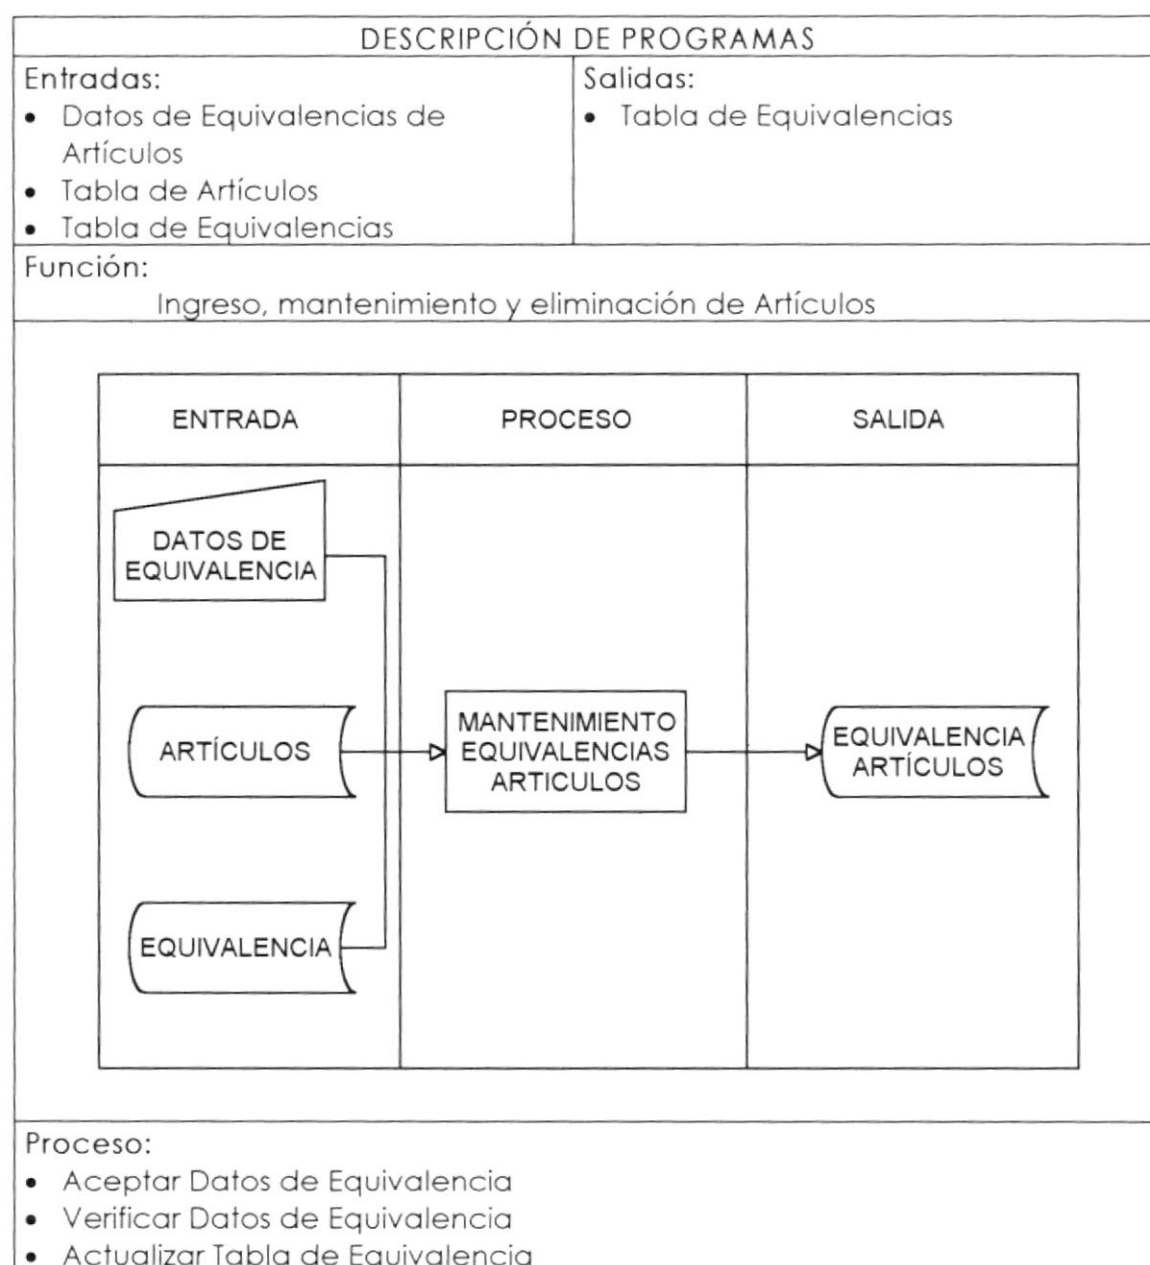 DESCRIPCIÓN DE PROGRAMAS
Entradas:
• Datos de Equivalencias de
Artículos
• Tabla de Artículos
• Tabla de Equivalencias
Salidas:
• Tabla de Equivalencias
Función:
Ingreso, mantenimiento y eliminación de Artículos
ENTRADA
PROCESO
SALIDA
DATOS DE
EQUIVALENCIA
ARTÍCULOS
EQUIVALENCIA
MANTENIMIENTO
EQUIVALENCIAS
ARTICULOS
EQUIVALENCIA
ARTÍCULOS
Proceso:
• Aceptar Datos de Equivalencia
• Verificar Datos de Equivalencia
• Actualizar Tabla de Equivalencia